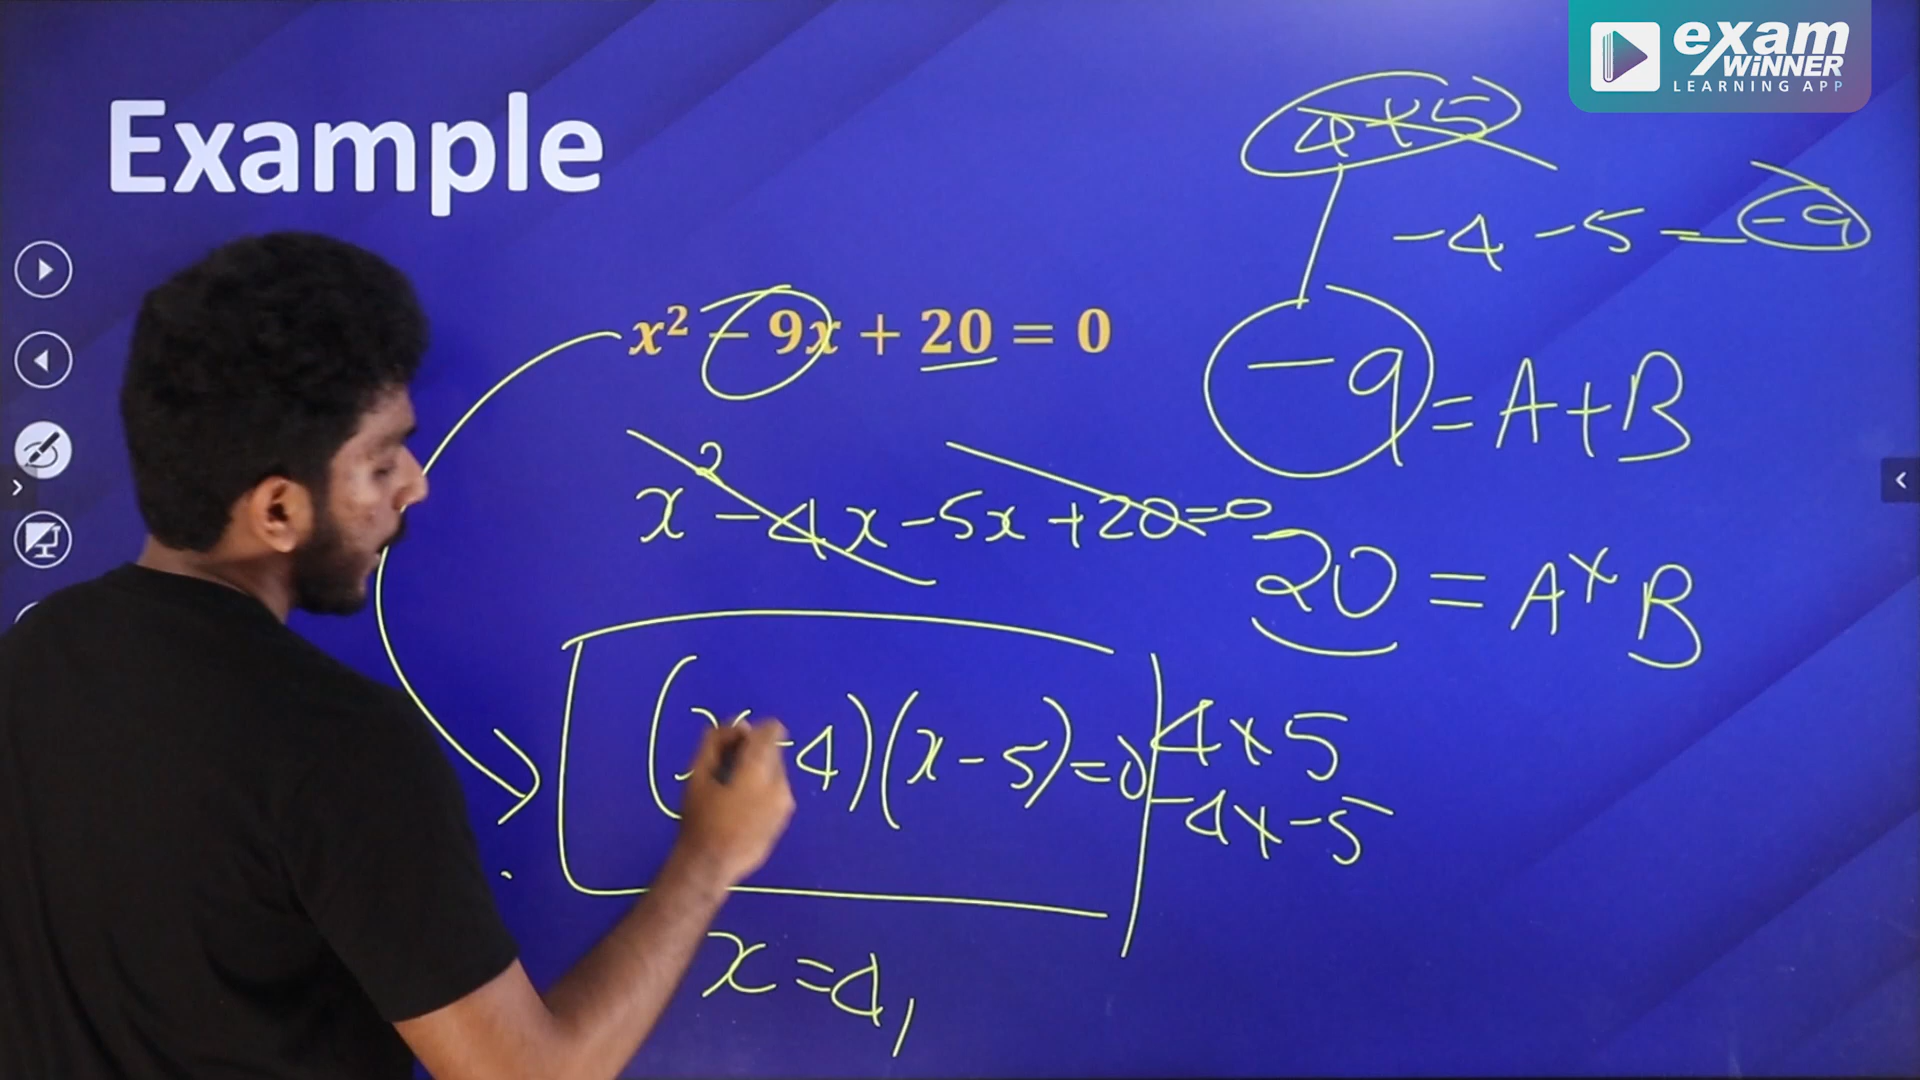 exam
WiNNER
LEARNING APP
Example
4+5
-4-5=-9
x² − 9x + 20 = 0
-9=A+B
x²-4x-5x+20=0
20=A×B
(x-4)(x-5)=0
4×5
-4×-5
x=4,